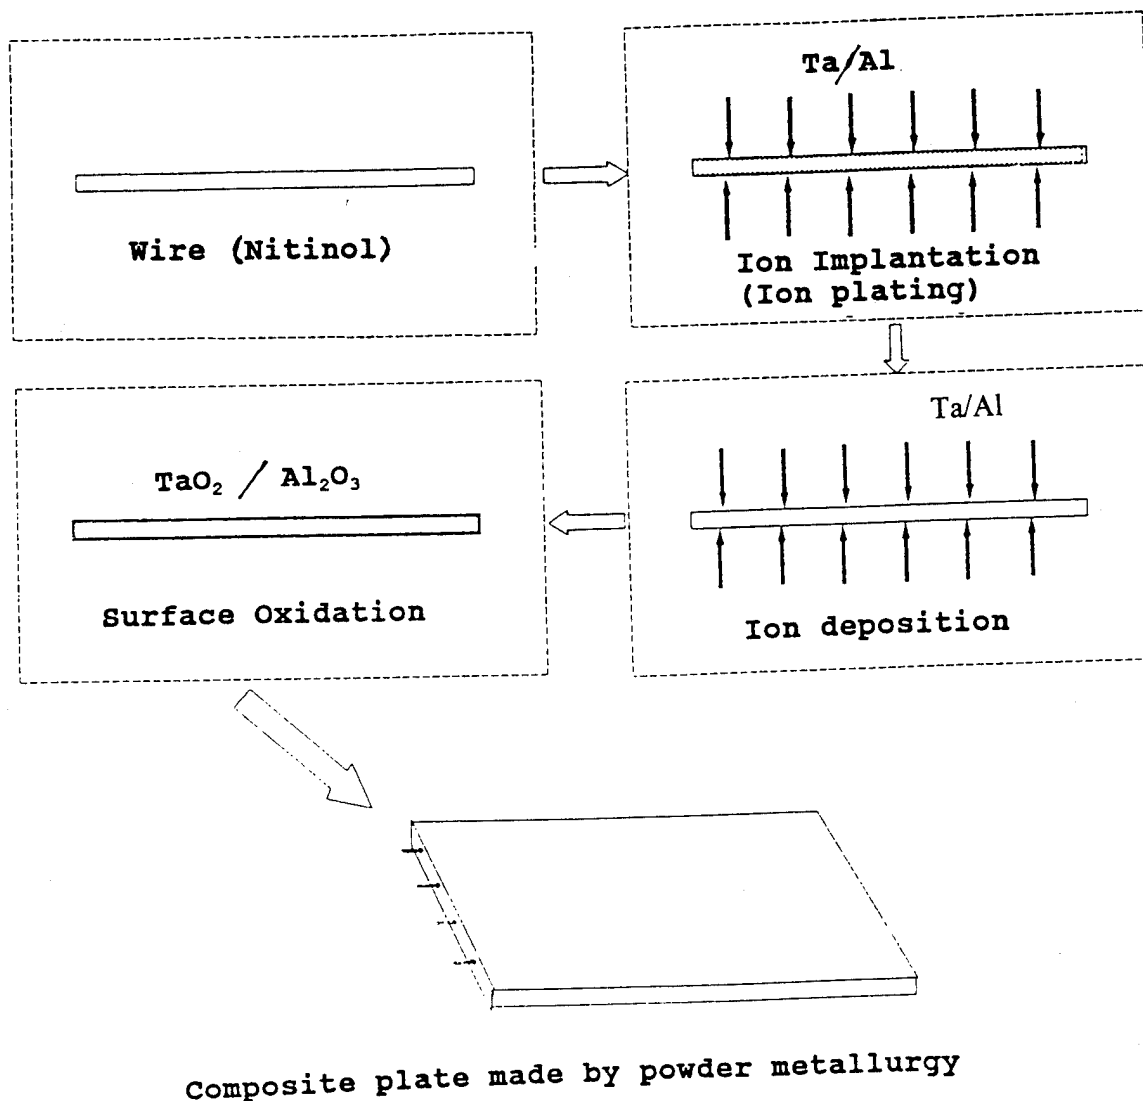 Wire (Nitinol)
Ta/Al
Ion Implantation
(Ion plating)
Ta/Al
Ion deposition
TaO₂ / Al₂O₃
Surface Oxidation
Composite plate made by powder metallurgy